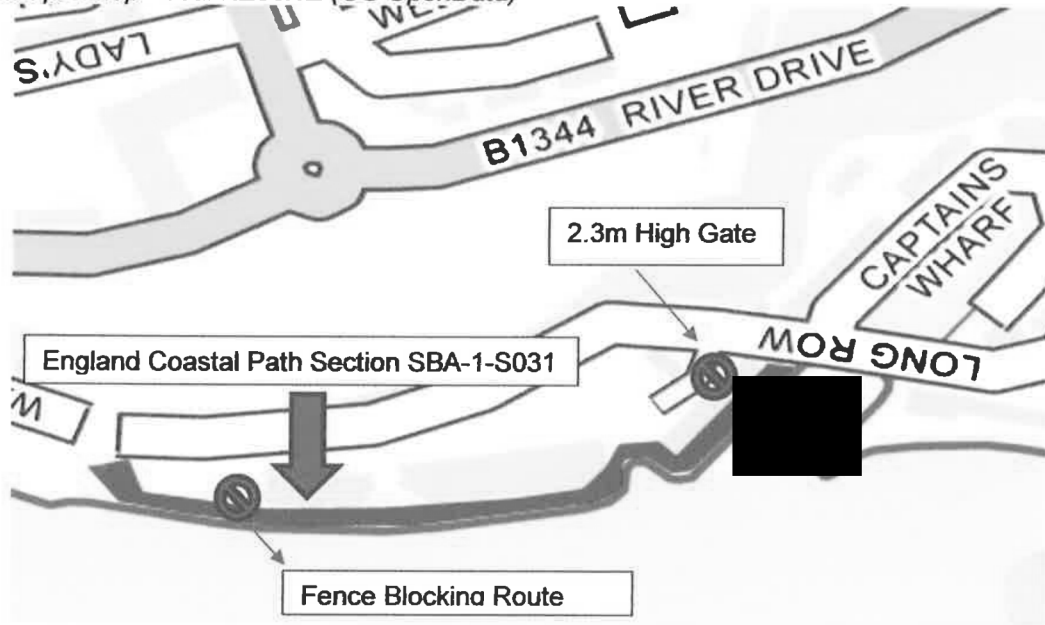 LADY'S
B1344 RIVER DRIVE
2.3m High Gate
CAPTAINS
WHARF
England Coastal Path Section SBA-1-S031
LONG ROW
Fence Blocking Route